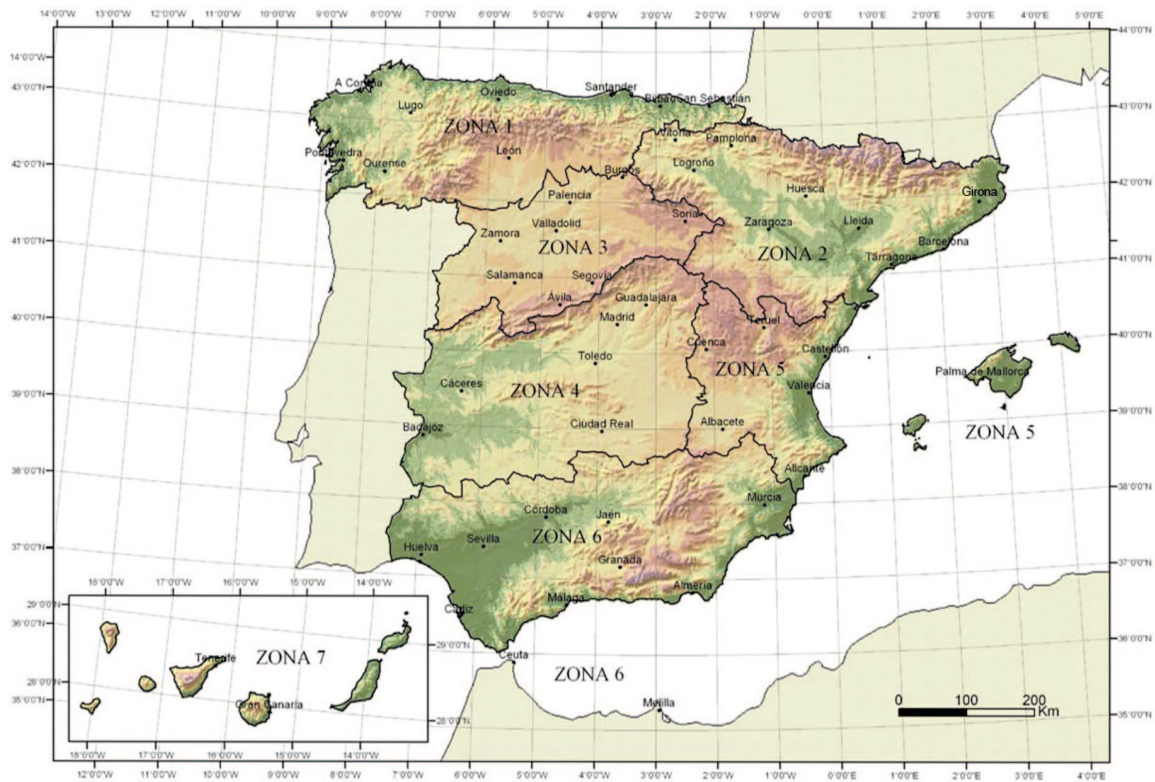 14°0'0"W 13°0'0"W 12°0'0"W 11°0'0"W 10°0'0"W 9°0'0"W 8°0'0"W 7°0'0"W 6°0'0"W 5°0'0"W 4°0'0"W 3°0'0"W 2°0'0"W 1°0'0"W 0°0'0" 1°0'0"E 2°0'0"E 3°0'0"E 4°0'0"E 5°0'0"E
44°0'0"N
14°0'0"W
43°0'0"N
43°0'0"N
42°0'0"N
42°0'0"N
41°0'0"N
41°0'0"N
40°0'0"N
40°0'0"N
39°0'0"N
39°0'0"N
38°0'0"N
38°0'0"N
37°0'0"N
37°0'0"N
36°0'0"N
36°0'0"N
35°0'0"N
35°0'0"N
A Coruña
Oviedo
Santander
Bilbao
San Sebastián
Lugo
ZONA 1
Vitoria
Pamplona
León
Pontevedra
Ourense
Burgos
Logroño
Palencia
Huesca
Girona
Soria
Valladolid
Zaragoza
Lleida
Zamora
ZONA 3
ZONA 2
Barcelona
Tarragona
Salamanca
Segovia
Ávila
Guadalajara
Madrid
Teruel
Cuenca
Castellón
Toledo
ZONA 5
Palma de Mallorca
Cáceres
ZONA 4
Valencia
Badajoz
Ciudad Real
Albacete
ZONA 5
Alicante
Murcia
Córdoba
Jaen
Sevilla
ZONA 6
Huelva
Granada
Almería
Málaga
Cádiz
Ceuta
ZONA 6
Melilla
18°0'0"W 17°0'0"W 16°0'0"W 15°0'0"W 14°0'0"W
29°0'0"N
29°0'0"N
Tenerife
ZONA 7
28°0'0"N
Gran Canaria
28°0'0"N
18°0'0"W 17°0'0"W 16°0'0"W 15°0'0"W 14°0'0"W
0 100 200
Km
12°0'0"W 11°0'0"W 10°0'0"W 9°0'0"W 8°0'0"W 7°0'0"W 6°0'0"W 5°0'0"W 4°0'0"W 3°0'0"W 2°0'0"W 1°0'0"W 0°0'0" 1°0'0"E 2°0'0"E 3°0'0"E